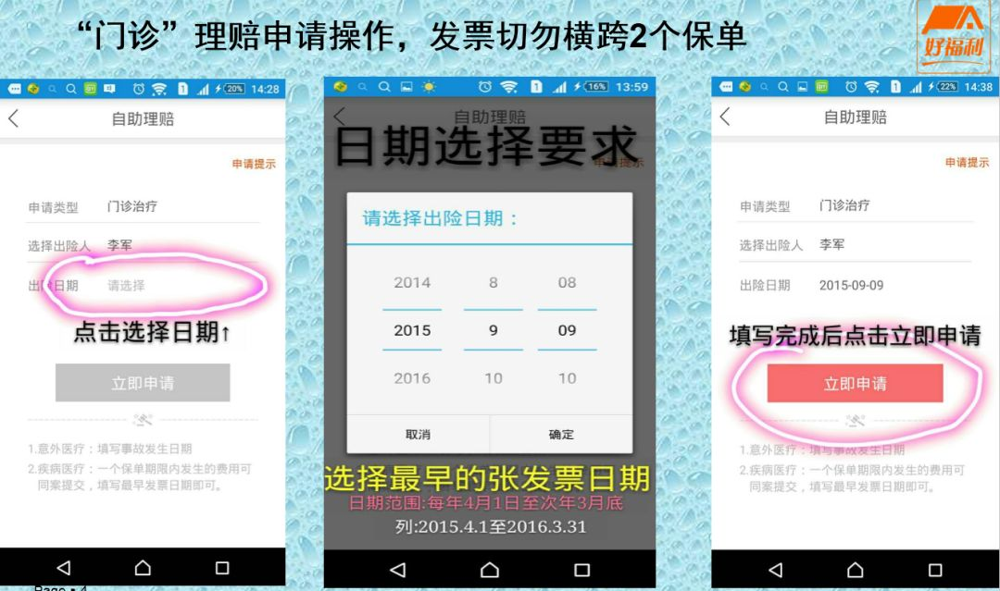 “门诊”理赔申请操作，发票切勿横跨2个保单
好福利
20% 14:28
自助理赔
申请提示
申请类型 门诊治疗
选择出险人 李军
出险日期 请选择
点击选择日期↑
立即申请
1.意外医疗：填写事故发生日期
2.疾病医疗：一个保单期限内发生的费用可
同案提交，填写最早发票日期即可。
Page ▪ 4
1 16% 13:59
自助理赔
日期选择要求
申请提示
请选择出险日期：
2014 8 08
2015 9 09
2016 10 10
取消 确定
选择最早的张发票日期
日期范围:每年4月1日至次年3月底
列:2015.4.1至2016.3.31
1 22% 14:38
自助理赔
申请提示
申请类型 门诊治疗
选择出险人 李军
出险日期 2015-09-09
填写完成后点击立即申请
立即申请
1.意外医疗：填写事故发生日期
2.疾病医疗：一个保单期限内发生的费用可
同案提交，填写最早发票日期即可。